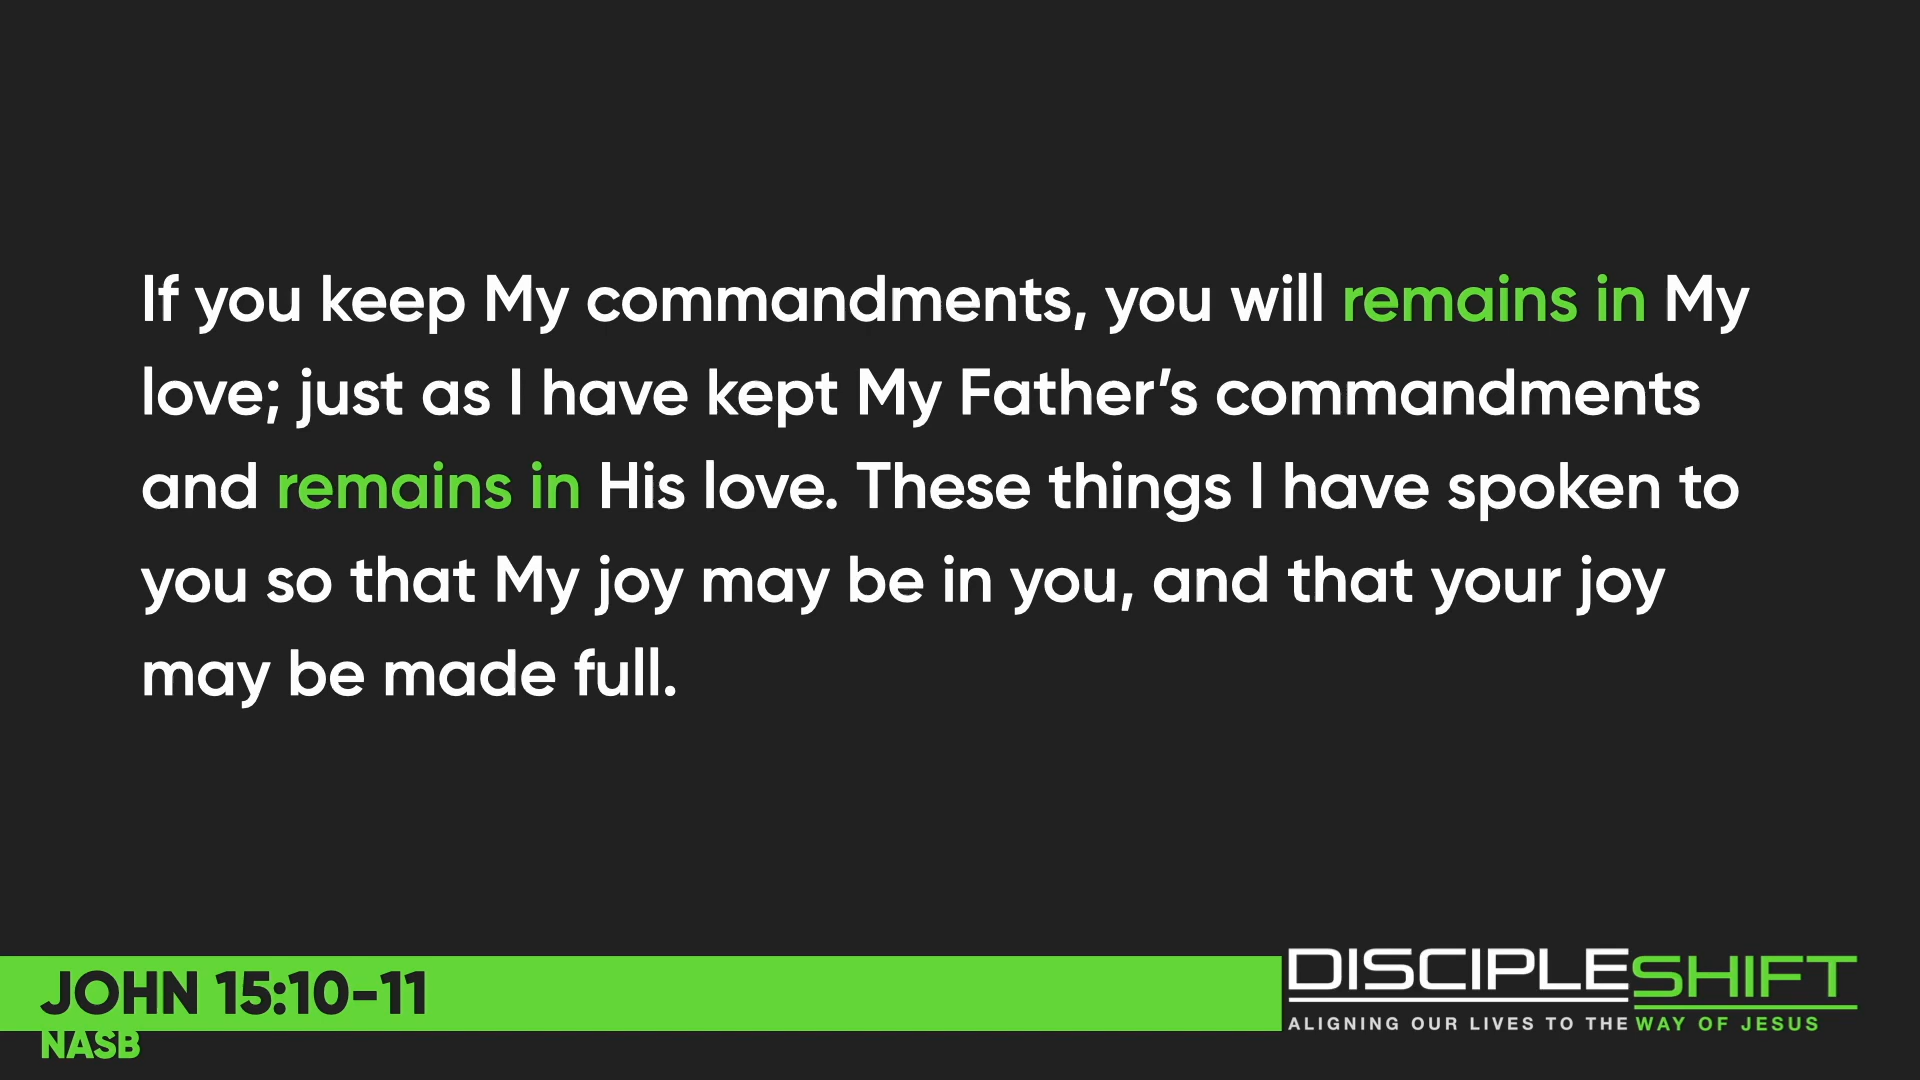 If you keep My commandments, you will remains in My
love; just as I have kept My Father’s commandments
and remains in His love. These things I have spoken to
you so that My joy may be in you, and that your joy
may be made full.
JOHN 15:10-11
NASB
DISCIPLESHIFT
ALIGNING OUR LIVES TO THE WAY OF JESUS